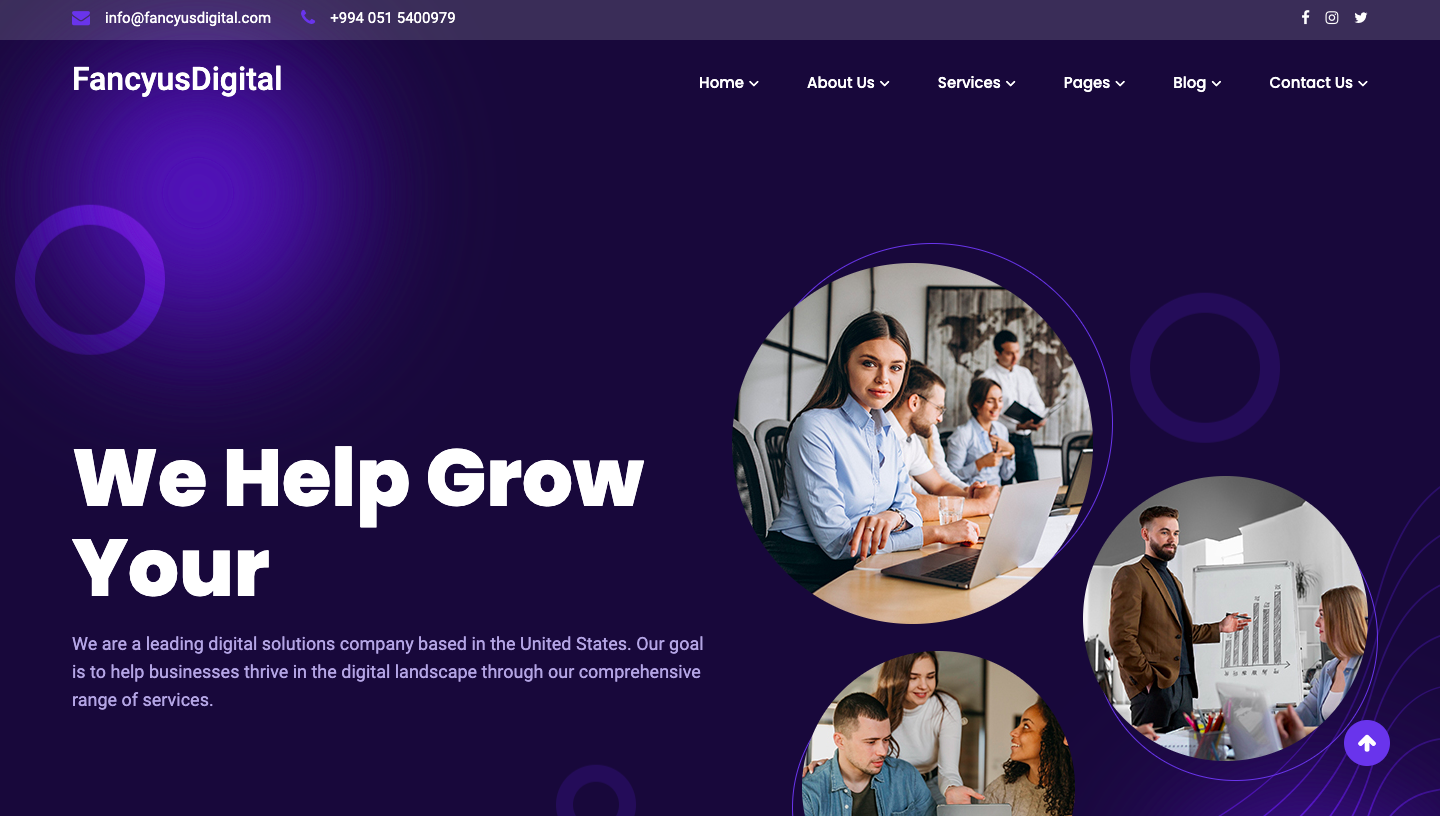 info@fancyusdigital.com
+994 051 5400979
FancyusDigital
Home
About Us
Services
Pages
Blog
Contact Us
We Help Grow
Your
We are a leading digital solutions company based in the United States. Our goal
is to help businesses thrive in the digital landscape through our comprehensive
range of services.